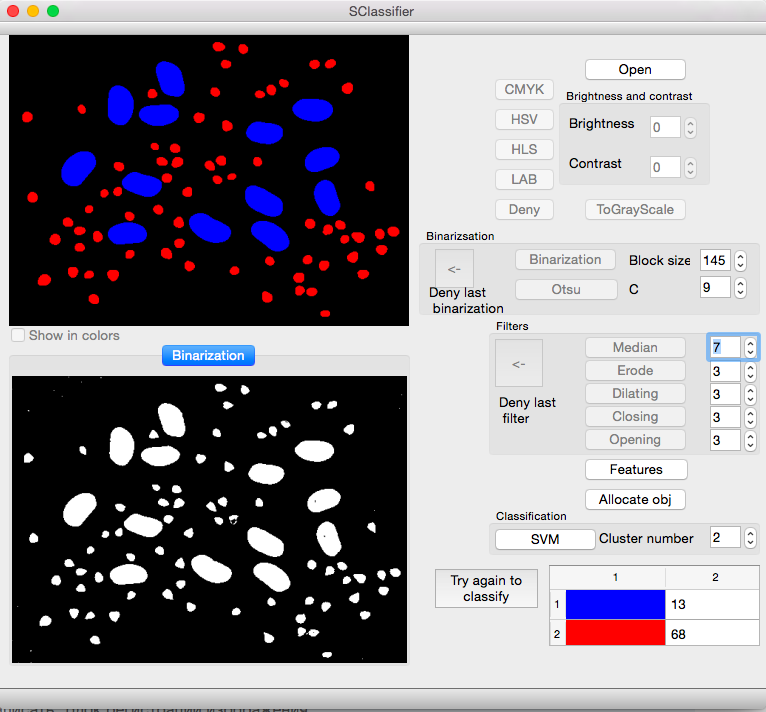 SClassifier
Open
CMYK
Brightness and contrast
HSV
Brightness 0
HLS
Contrast 0
LAB
Deny ToGrayScale
Binarizsation
<-
Binarization Block size 145
Otsu C 9
Deny last
binarization
Show in colors
Filters
Binarization
<-
Median 7
Erode 3
Dilating 3
Deny last
filter
Closing 3
Opening 3
Features
Allocate obj
Classification
SVM Cluster number 2
Try again to
classify
1 2
1 13
2 68